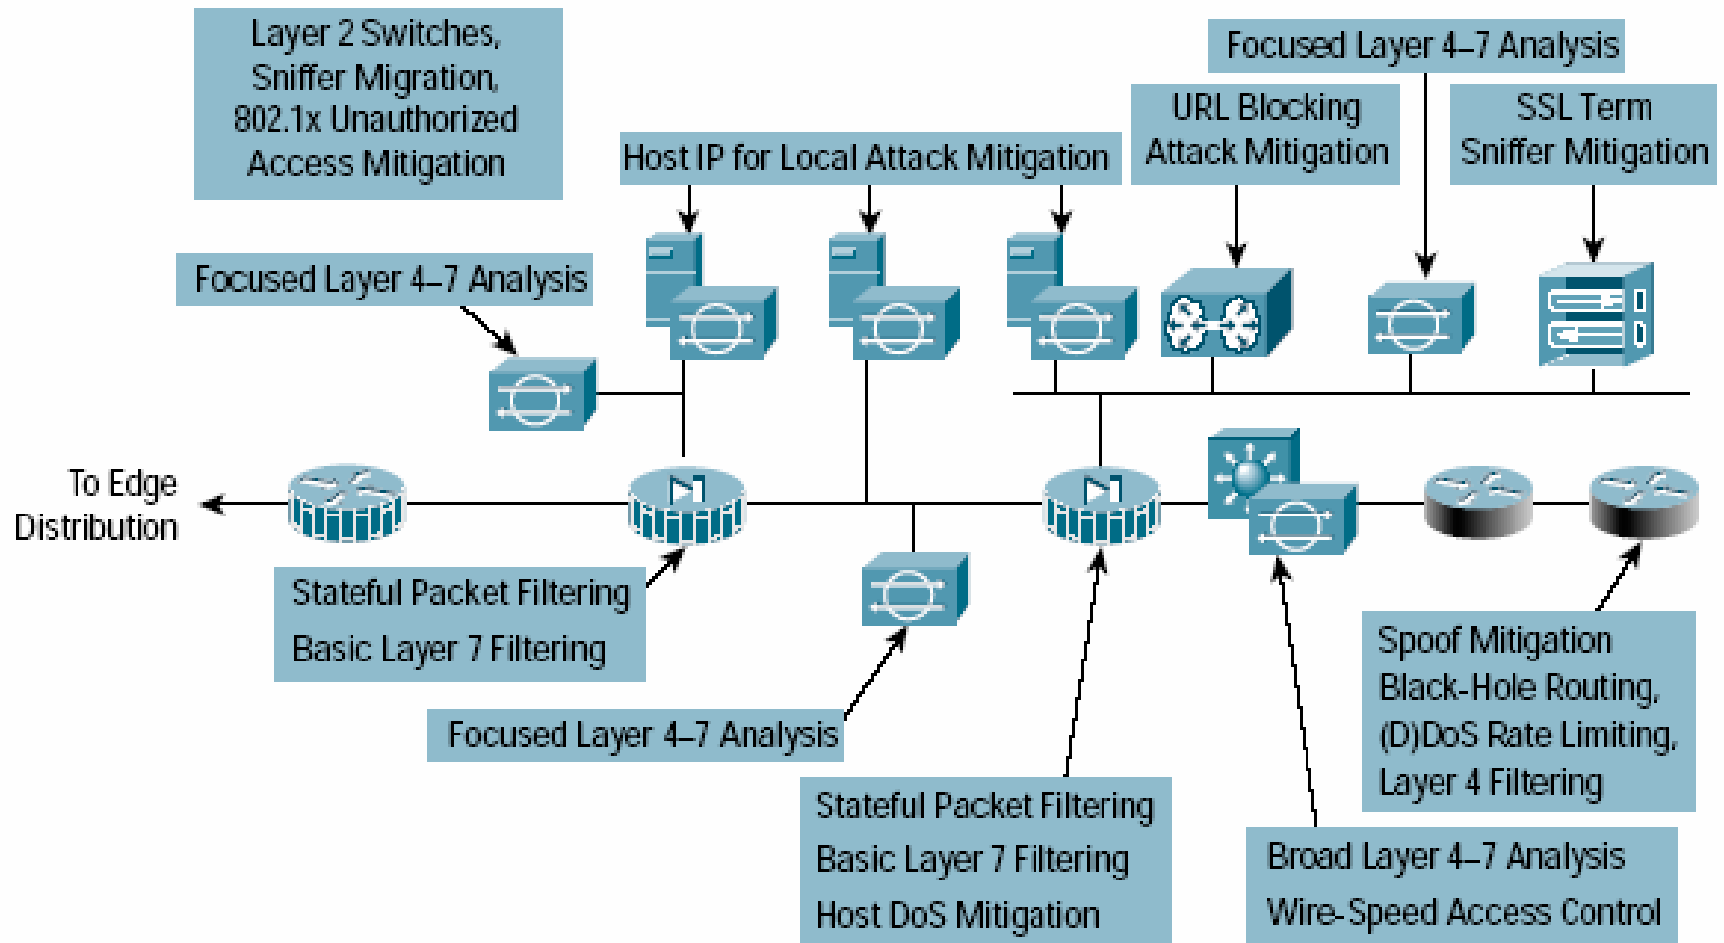 Layer 2 Switches,
Sniffer Migration,
802.1x Unauthorized
Access Mitigation
Focused Layer 4–7 Analysis
URL Blocking
Attack Mitigation
SSL Term
Sniffer Mitigation
Host IP for Local Attack Mitigation
Focused Layer 4–7 Analysis
To Edge
Distribution
Stateful Packet Filtering
Basic Layer 7 Filtering
Focused Layer 4–7 Analysis
Stateful Packet Filtering
Basic Layer 7 Filtering
Host DoS Mitigation
Spoof Mitigation
Black-Hole Routing,
(D)DoS Rate Limiting,
Layer 4 Filtering
Broad Layer 4–7 Analysis
Wire-Speed Access Control